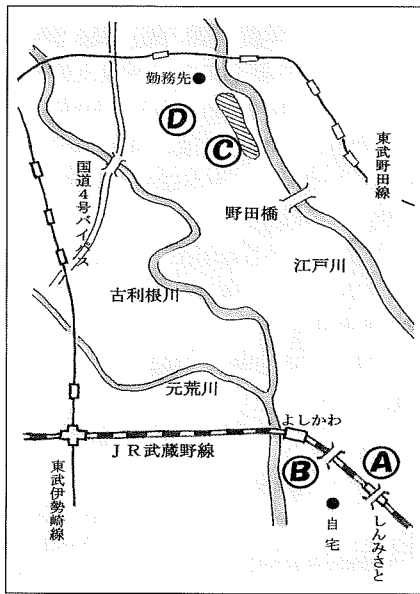 勤務先
D
C
東武野田線
国道4号バイパス
野田橋
江戸川
古利根川
元荒川
よしかわ
JR武蔵野線
B
A
東武伊勢崎線
自宅
しんみさと